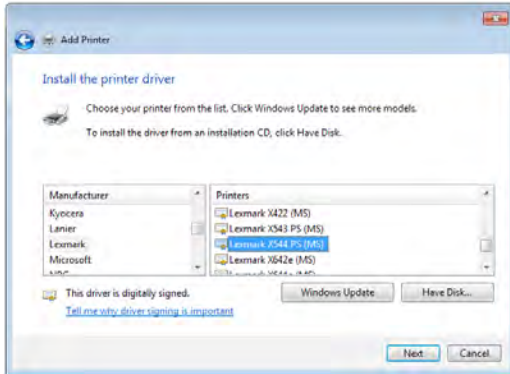 Add Printer
Install the printer driver
Choose your printer from the list. Click Windows Update to see more models.
To install the driver from an installation CD, click Have Disk.
Manufacturer
Kyocera
Lanier
Lexmark
Microsoft
Printers
Lexmark X422 (MS)
Lexmark X543 PS (MS)
Lexmark X544 PS (MS)
Lexmark X642e (MS)
This driver is digitally signed.
Tell me why driver signing is important
Windows Update
Have Disk...
Next
Cancel